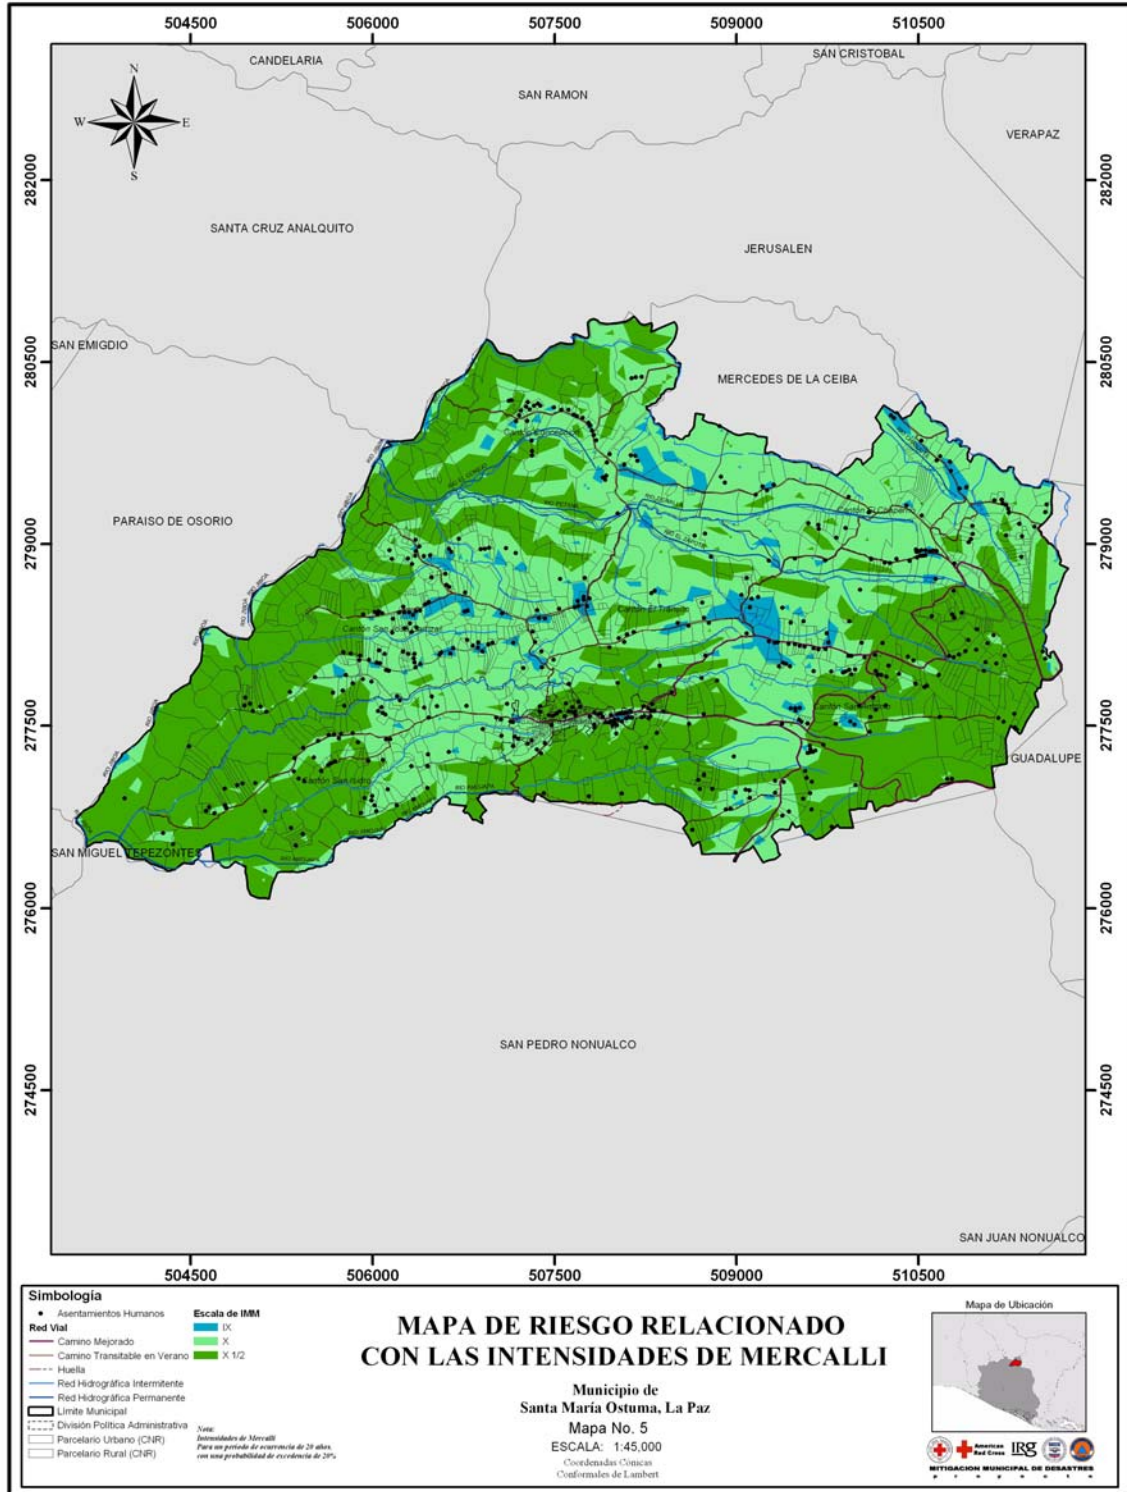 504500 506000 507500 509000 510500
CANDELARIA
SAN CRISTOBAL
SAN RAMON
VERAPAZ
N
W E
S
282000 282000
SANTA CRUZ ANALQUITO
JERUSALEN
SAN EMIGDIO
280500 280500
MERCEDES DE LA CEIBA
PARAISO DE OSORIO
279000 279000
Cantón El Tránsito
277500 277500
GUADALUPE
SAN MIGUEL TEPEZONTES
276000 276000
SAN PEDRO NONUALCO
274500 274500
SAN JUAN NONUALCO
504500 506000 507500 509000 510500
Simbología
Asentamientos Humanos
Red Vial
Camino Mejorado
Camino Transitable en Verano
Huella
Red Hidrográfica Intermitente
Red Hidrográfica Permanente
Límite Municipal
División Política Administrativa
Parcelario Urbano (CNR)
Parcelario Rural (CNR)
Escala de IMM
IX
X
X 1/2
Nota:
Intensidades de Mercalli
Para un período de ocurrencia de 20 años,
con una probabilidad de excedencia de 20%
MAPA DE RIESGO RELACIONADO
CON LAS INTENSIDADES DE MERCALLI
Municipio de
Santa María Ostuma, La Paz
Mapa No. 5
ESCALA: 1:45,000
Coordenadas Cónicas
Conformales de Lambert
Mapa de Ubicación
American
Red Cross
IRG
MITIGACION MUNICIPAL DE DESASTRES
p r o y e c t o